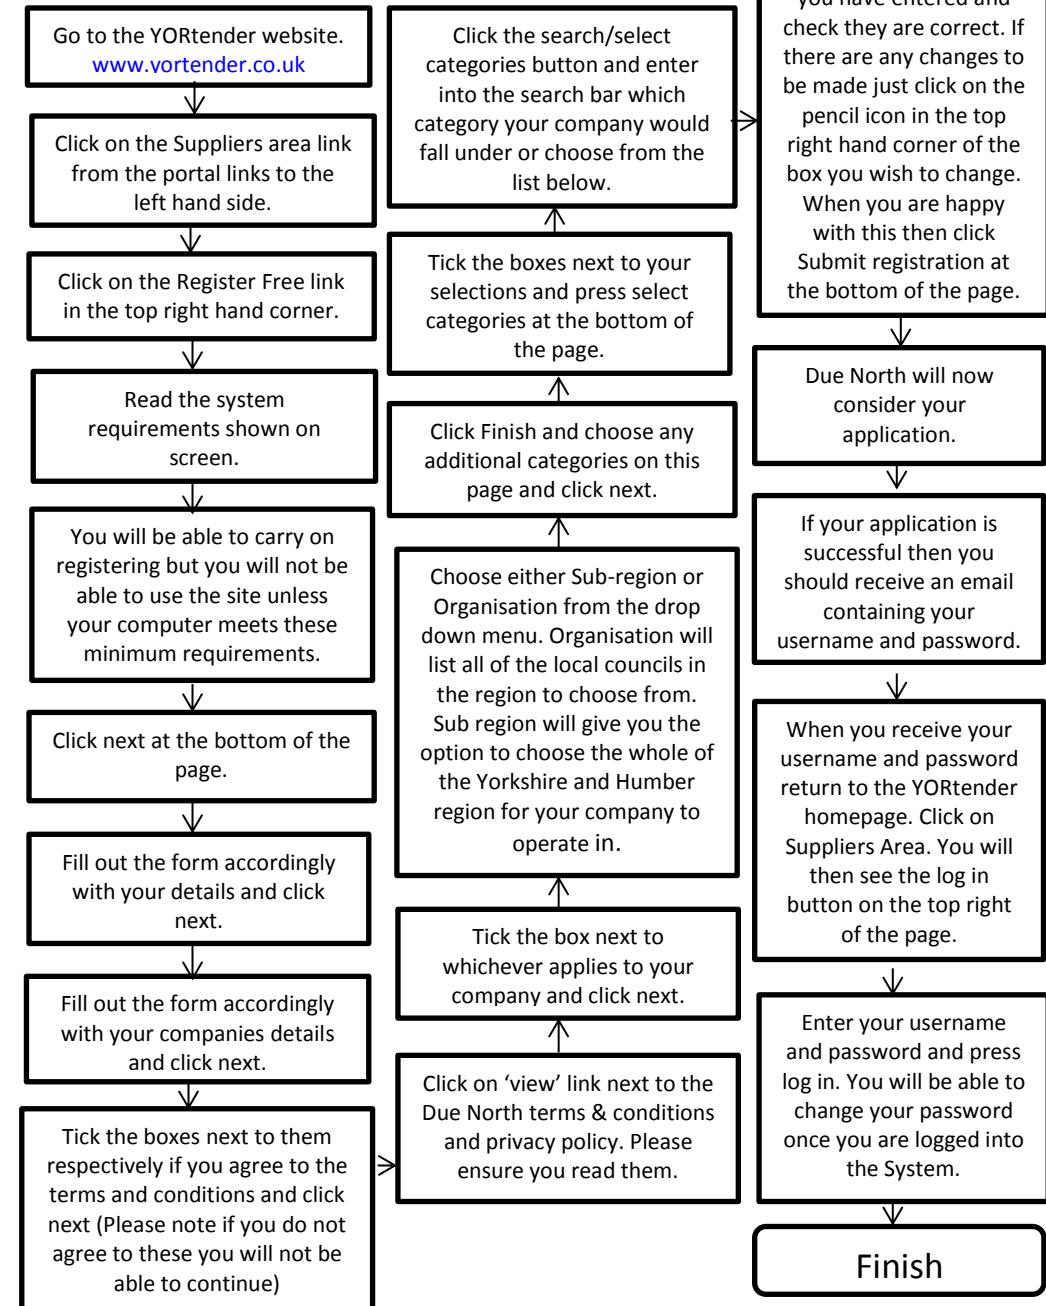 Go to the YORtender website.
www.yortender.co.uk
Click on the Suppliers area link
from the portal links to the
left hand side.
Click on the Register Free link
in the top right hand corner.
Read the system
requirements shown on
screen.
You will be able to carry on
registering but you will not be
able to use the site unless
your computer meets these
minimum requirements.
Click next at the bottom of the
page.
Fill out the form accordingly
with your details and click
next.
Fill out the form accordingly
with your companies details
and click next.
Tick the boxes next to them
respectively if you agree to the
terms and conditions and click
next (Please note if you do not
agree to these you will not be
able to continue)
Click on ‘view’ link next to the
Due North terms & conditions
and privacy policy. Please
ensure you read them.
Tick the box next to
whichever applies to your
company and click next.
Choose either Sub-region or
Organisation from the drop
down menu. Organisation will
list all of the local councils in
the region to choose from.
Sub region will give you the
option to choose the whole of
the Yorkshire and Humber
region for your company to
operate in.
Click Finish and choose any
additional categories on this
page and click next.
Tick the boxes next to your
selections and press select
categories at the bottom of
the page.
Click the search/select
categories button and enter
into the search bar which
category your company would
fall under or choose from the
list below.
you have entered and
check they are correct. If
there are any changes to
be made just click on the
pencil icon in the top
right hand corner of the
box you wish to change.
When you are happy
with this then click
Submit registration at
the bottom of the page.
Due North will now
consider your
application.
If your application is
successful then you
should receive an email
containing your
username and password.
When you receive your
username and password
return to the YORtender
homepage. Click on
Suppliers Area. You will
then see the log in
button on the top right
of the page.
Enter your username
and password and press
log in. You will be able to
change your password
once you are logged into
the System.
Finish